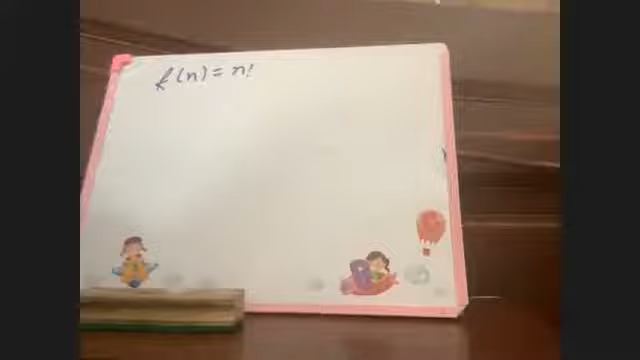 f(n) = n!